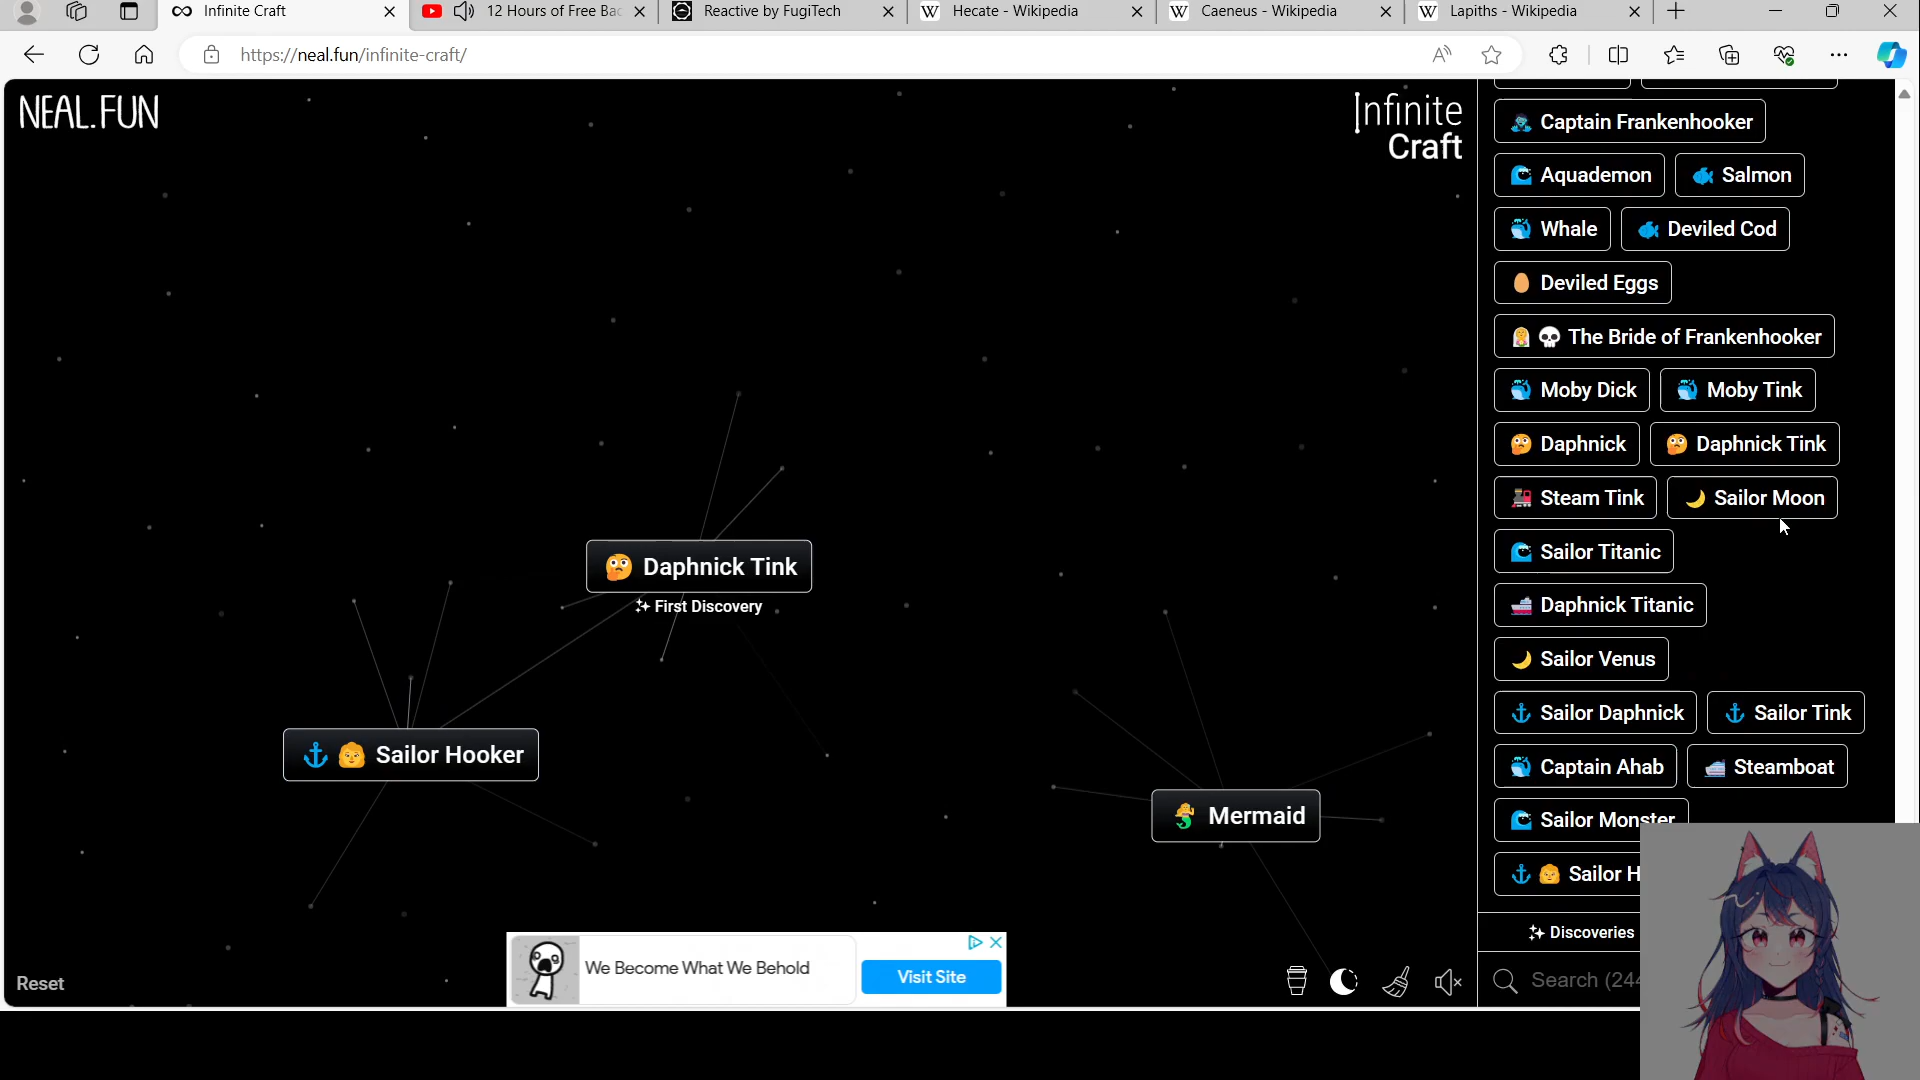 Infinite Craft
12 Hours of Free Bac
Reactive by FugiTech
Hecate - Wikipedia
Caeneus - Wikipedia
Lapiths - Wikipedia
https://neal.fun/infinite-craft/
NEAL.FUN
Infinite
Craft
Captain Frankenhooker
Aquademon
Salmon
Whale
Deviled Cod
Deviled Eggs
The Bride of Frankenhooker
Moby Dick
Moby Tink
Daphnick
Daphnick Tink
Steam Tink
Sailor Moon
Sailor Titanic
Daphnick Titanic
Sailor Venus
Sailor Daphnick
Sailor Tink
Captain Ahab
Steamboat
Sailor Monster
Sailor H
Daphnick Tink
First Discovery
Sailor Hooker
Mermaid
We Become What We Behold
Visit Site
Reset
Discoveries
Search (244